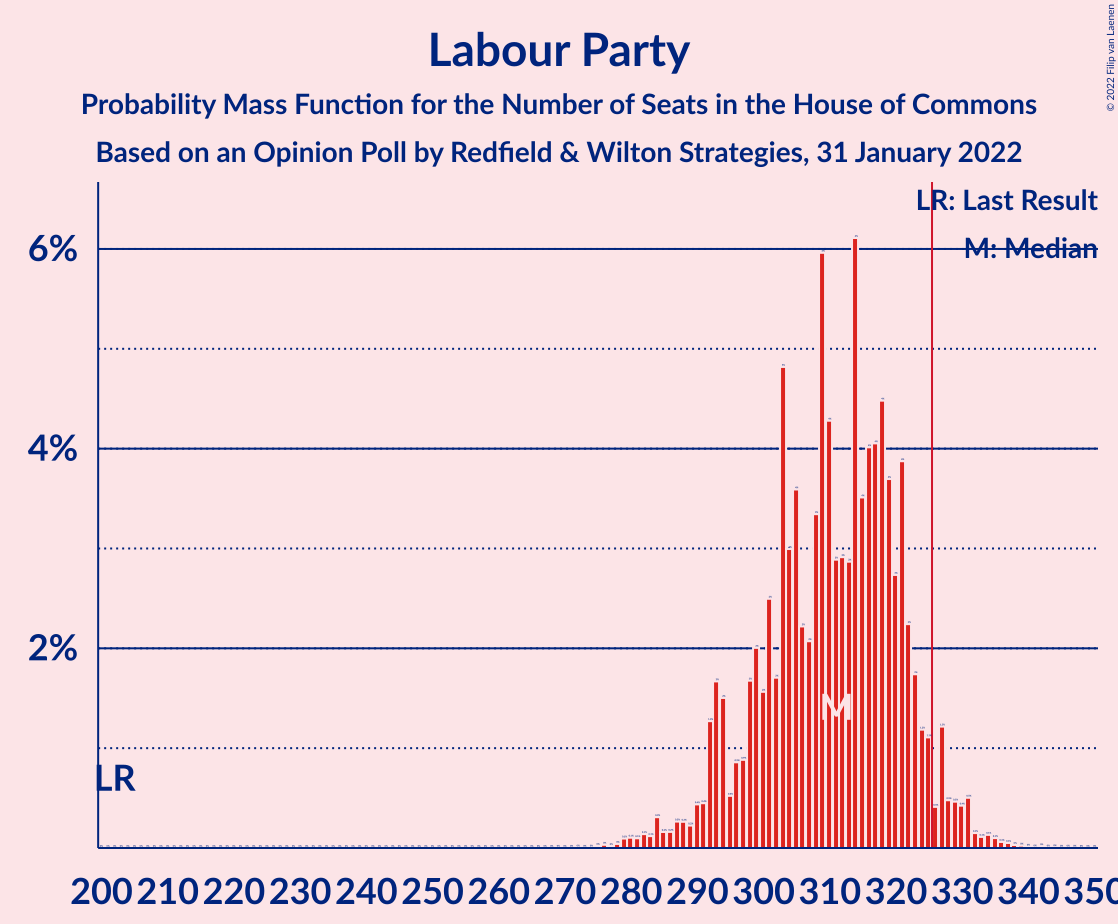 Labour Party
Probability Mass Function for the Number of Seats in the House of Commons
Based on an Opinion Poll by Redfield & Wilton Strategies, 31 January 2022
© 2022 Filip van Laenen
LR: Last Result
M: Median
6%
4%
2%
M
LR
200 210 220 230 240 250 260 270 280 290 300 310 320 330 340 350